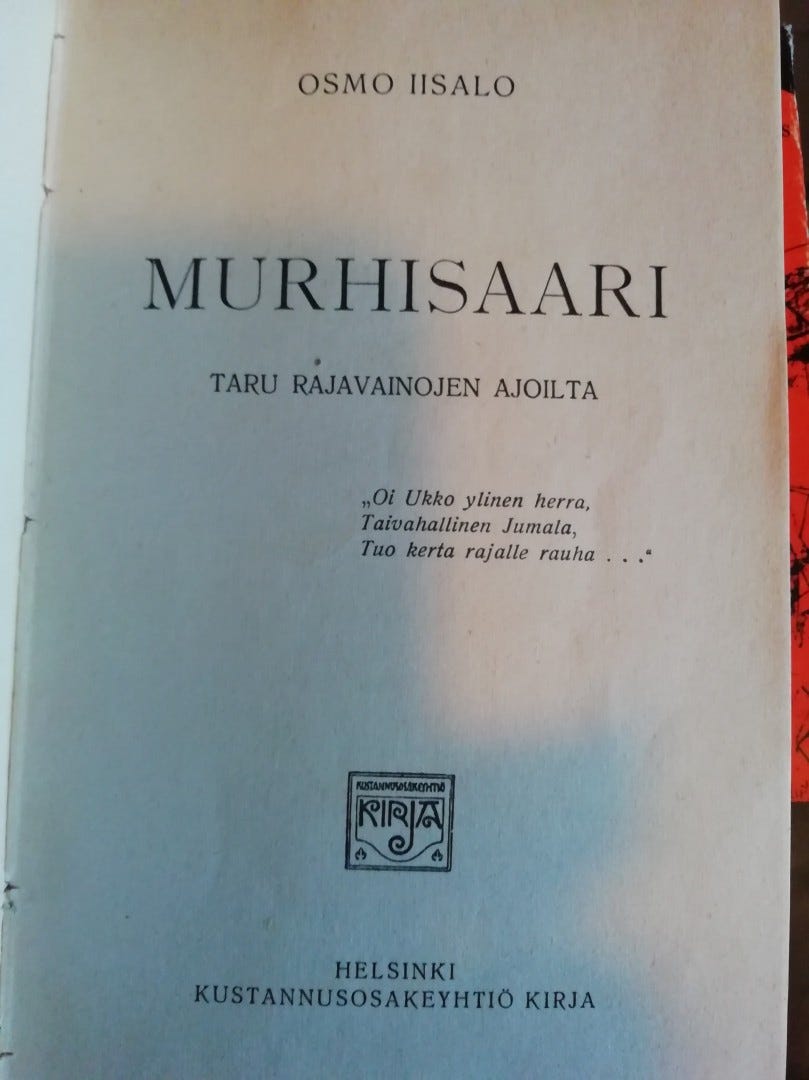 OSMO IISALO
MURHISAARI
TARU RAJAVAINOJEN AJOILTA
„Oi Ukko ylinen herra,
Taivahallinen Jumala,
Tuo kerta rajalle rauha . . .“
KUSTANNUSOSAKEYHTIÖ
KIRJA
HELSINKI
KUSTANNUSOSAKEYHTIÖ KIRJA
S